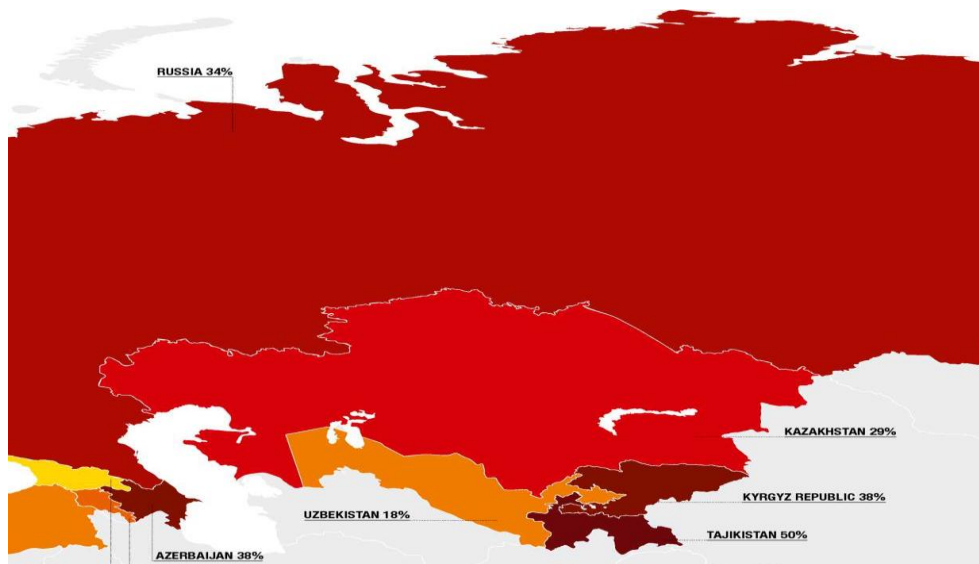 RUSSIA 34%
KAZAKHSTAN 29%
KYRGYZ REPUBLIC 38%
UZBEKISTAN 18%
TAJIKISTAN 50%
AZERBAIJAN 38%